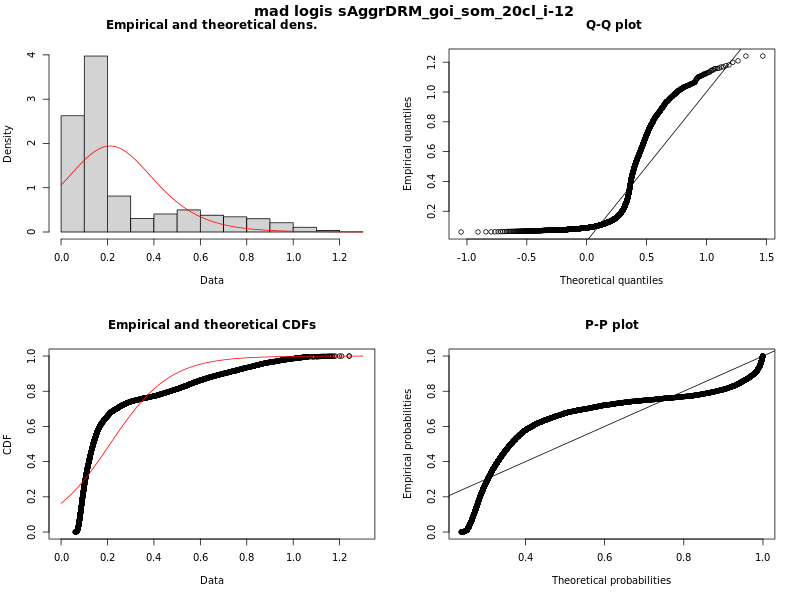 mad logis sAggrDRM_goi_som_20cl_i-12
Empirical and theoretical dens.
Density
0 1 2 3 4
0.0 0.2 0.4 0.6 0.8 1.0 1.2
Data
Q-Q plot
Empirical quantiles
0.2 0.4 0.6 0.8 1.0 1.2
-1.0 -0.5 0.0 0.5 1.0 1.5
Theoretical quantiles
Empirical and theoretical CDFs
CDF
0.0 0.2 0.4 0.6 0.8 1.0
0.0 0.2 0.4 0.6 0.8 1.0 1.2
Data
P-P plot
Empirical probabilities
0.0 0.2 0.4 0.6 0.8 1.0
0.4 0.6 0.8 1.0
Theoretical probabilities